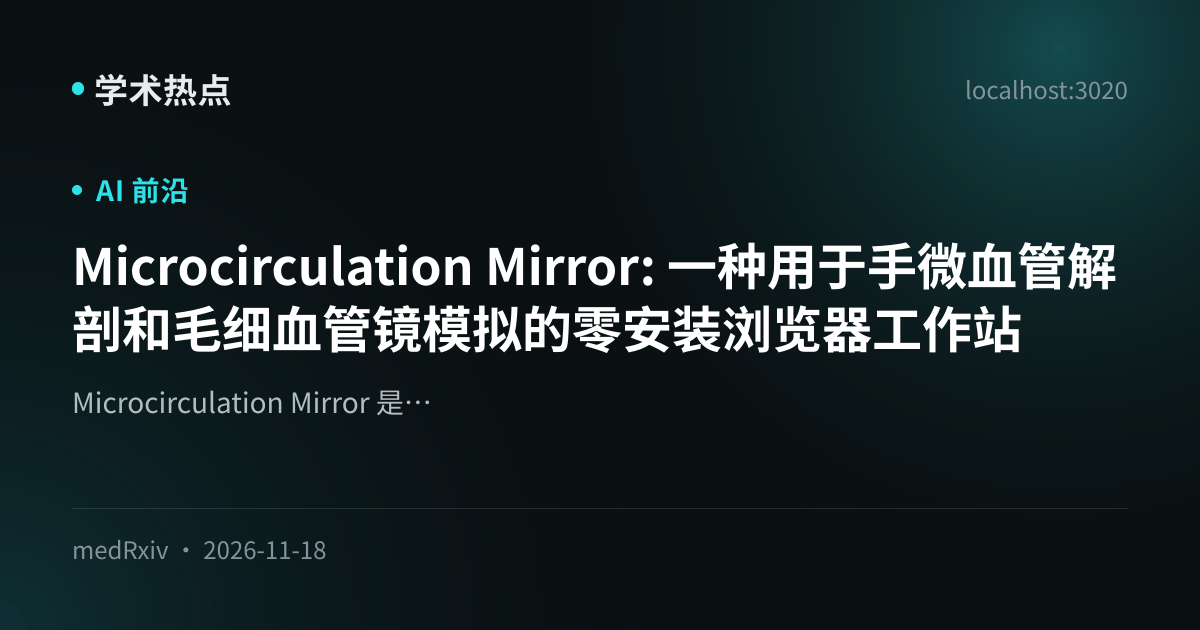 学术热点
localhost:3020
AI 前沿
Microcirculation Mirror: 一种用于手微血管解
剖和毛细血管镜模拟的零安装浏览器工作站
Microcirculation Mirror 是…
medRxiv • 2026-11-18